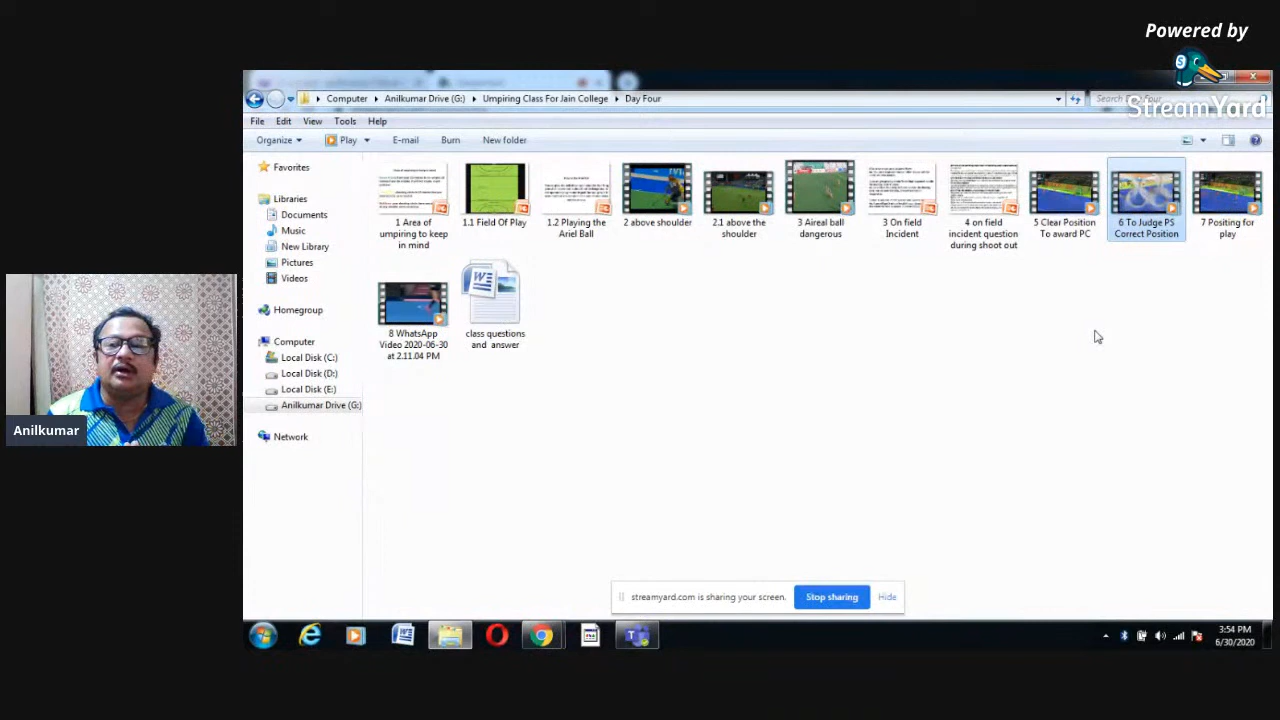 Powered by
StreamYard
Computer
Anilkumar Drive (G:)
Umpiring Class For Jain College
Day Four
File Edit View Tools Help
Organize Play E-mail Burn New folder
Favorites
Libraries
Documents
Music
New Library
Pictures
Videos
Homegroup
Computer
Local Disk (C:)
Local Disk (D:)
Local Disk (E:)
Anilkumar Drive (G:)
Network
1 Area of
umpiring to keep
in mind
1.1 Field Of Play
1.2 Playing the
Ariel Ball
2 above shoulder
2.1 above the
shoulder
3 Aireal ball
dangerous
3 On field
Incident
4 on field
incident question
during shoot out
5 Clear Position
To award PC
6 To Judge PS
Correct Position
7 Positing for
play
8 WhatsApp
Video 2020-06-30
at 2.11.04 PM
class questions
and answer
Anilkumar
streamyard.com is sharing your screen.
Stop sharing
Hide
3:54 PM
6/30/2020